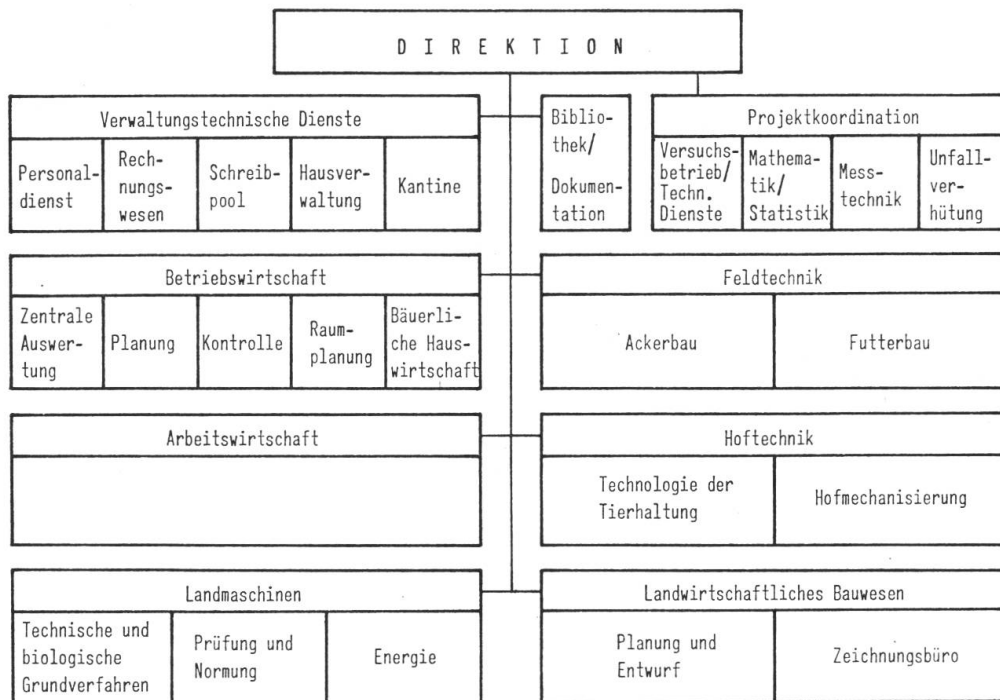 DIREKTION
Verwaltungstechnische Dienste
Personal-
dienst
Rech-
nungs-
wesen
Schreib-
pool
Hausver-
waltung
Kantine
Biblio-
thek/
Dokumen-
tation
Projektkoordination
Versuchs-
betrieb/
Techn.
Dienste
Mathema-
tik/
Statistik
Mess-
technik
Unfall-
ver-
hütung
Betriebswirtschaft
Zentrale
Auswer-
tung
Planung
Kontrolle
Raum-
planung
Bäuerli-
che Haus-
wirtschaft
Feldtechnik
Ackerbau
Futterbau
Arbeitswirtschaft
Hoftechnik
Technologie der
Tierhaltung
Hofmechanisierung
Landmaschinen
Technische und
biologische
Grundverfahren
Prüfung und
Normung
Energie
Landwirtschaftliches Bauwesen
Planung und
Entwurf
Zeichnungsbüro